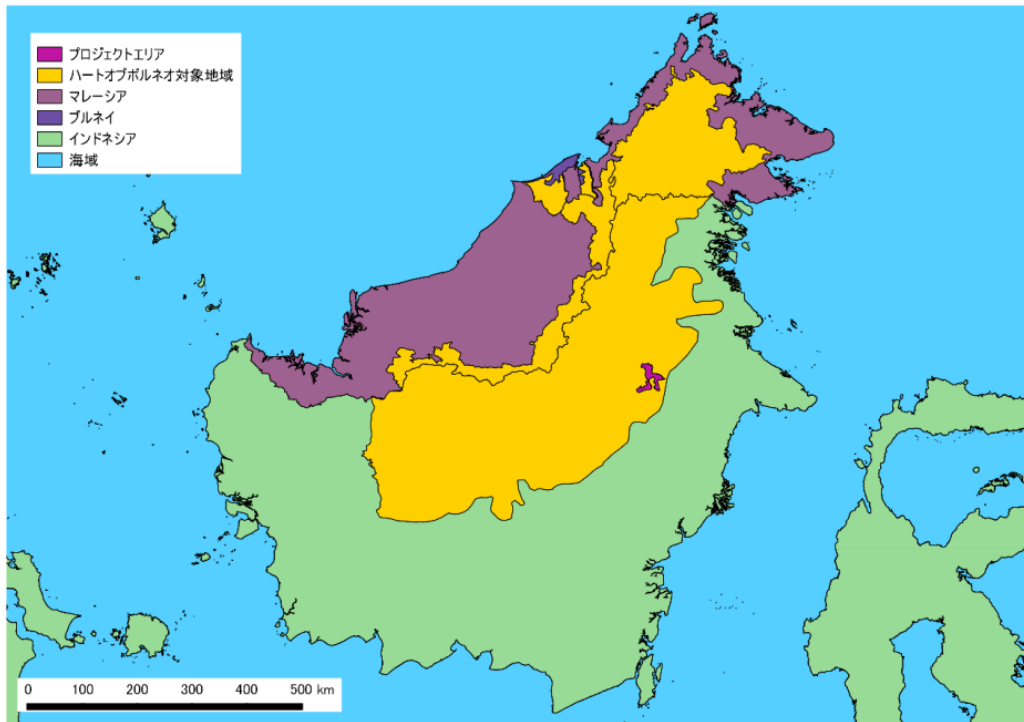 プロジェクトエリア
ハートオブボルネオ対象地域
マレーシア
ブルネイ
インドネシア
海域
0 100 200 300 400 500 km